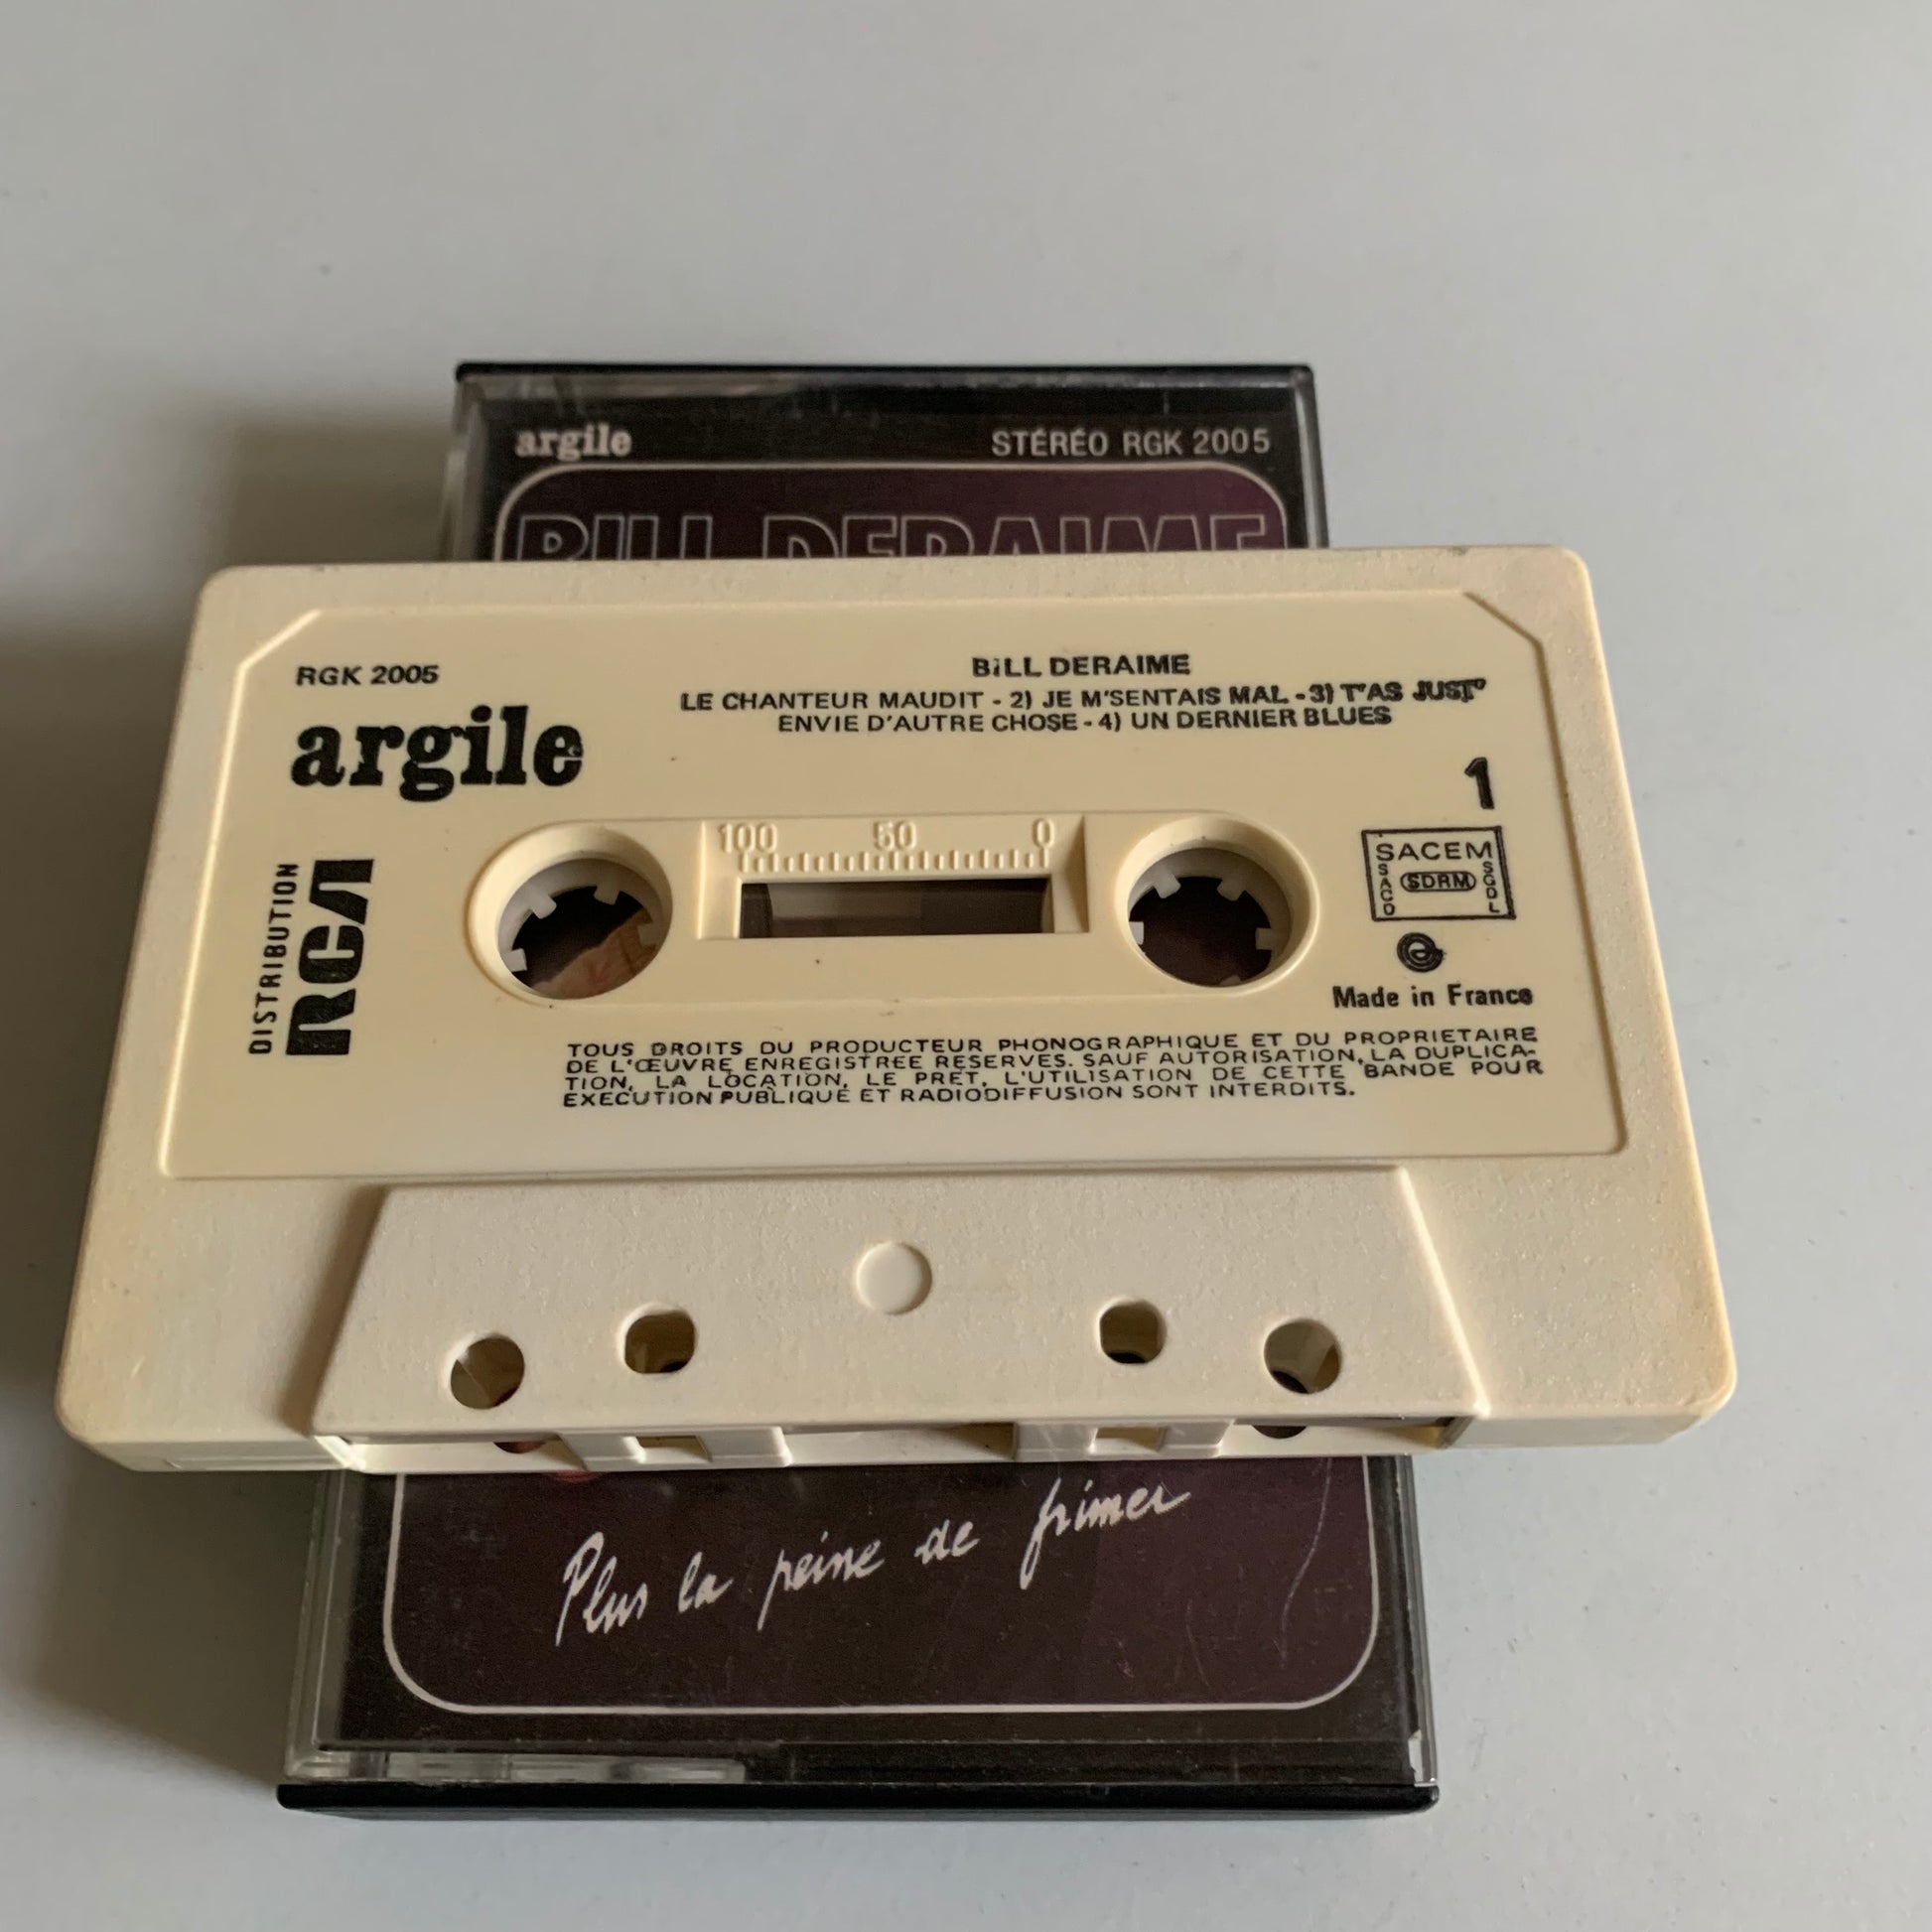 argile
STÉRÉO RGK 2005
BILL DERAIME
RGK 2005
argile
DISTRIBUTION
RCA
BiLL DERAIME
LE CHANTEUR MAUDIT - 2) JE M'SENTAIS MAL - 3) T'AS JUST'
ENVIE D'AUTRE CHOSE - 4) UN DERNIER BLUES
1
100 50 0
SACEM
SACD
SDRM
SGDL
Made in France
TOUS DROITS DU PRODUCTEUR PHONOGRAPHIQUE ET DU PROPRIETAIRE
DE L'ŒUVRE ENREGISTREE RESERVES. SAUF AUTORISATION, LA DUPLICA-
TION, LA LOCATION, LE PRET, L'UTILISATION DE CETTE BANDE POUR
EXECUTION PUBLIQUE ET RADIODIFFUSION SONT INTERDITS.
Plus la peine de frimer